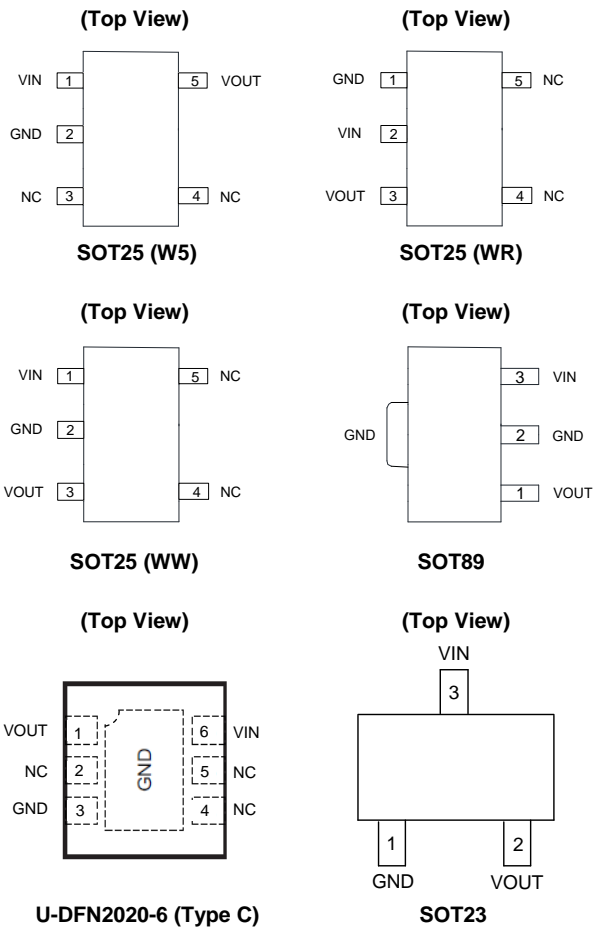 (Top View)
VIN 1 5 VOUT
GND 2
NC 3 4 NC
SOT25 (W5)
(Top View)
GND 1 5 NC
VIN 2
VOUT 3 4 NC
SOT25 (WR)
(Top View)
VIN 1 5 NC
GND 2
VOUT 3 4 NC
SOT25 (WW)
(Top View)
3 VIN
GND 2 GND
1 VOUT
SOT89
(Top View)
VOUT 1 6 VIN
NC 2 GND 5 NC
GND 3 4 NC
U-DFN2020-6 (Type C)
(Top View)
VIN
3
1 2
GND VOUT
SOT23